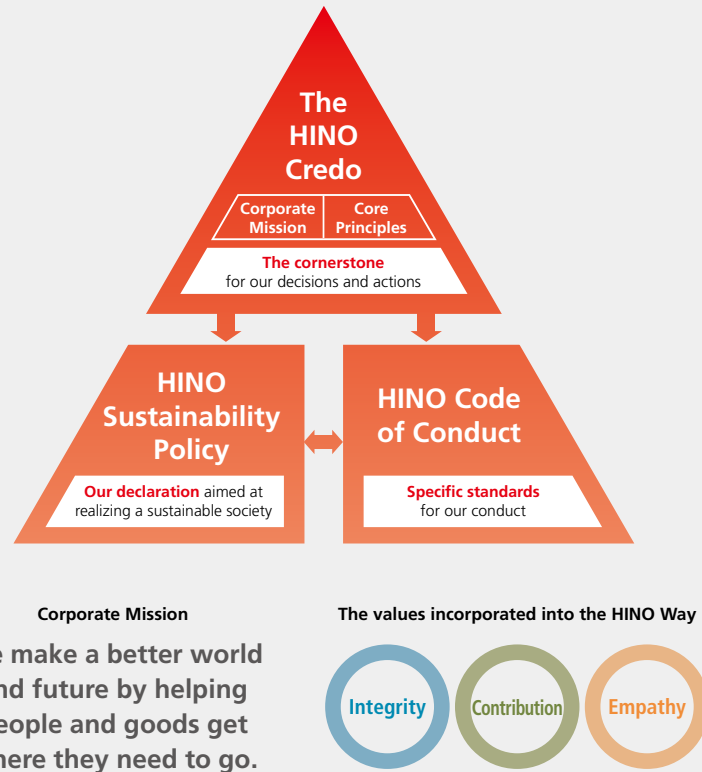 The
HINO
Credo
Corporate
Mission
Core
Principles
The cornerstone
for our decisions and actions
HINO
Sustainability
Policy
Our declaration aimed at
realizing a sustainable society
HINO Code
of Conduct
Specific standards
for our conduct
Corporate Mission
make a better world
future by helping
and goods get
they need to go.
The values incorporated into the HINO Way
Integrity
Contribution
Empathy